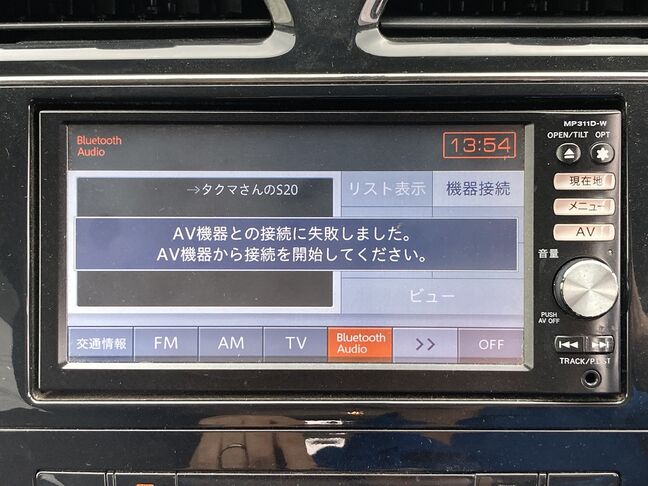 MP311D-W
Bluetooth
Audio
13:54
OPEN/TILT OPT
→タクマさんのS20
リスト表示
機器接続
現在地
メニュー
AV
AV機器との接続に失敗しました。
AV機器から接続を開始してください。
音量
ビュー
PUSH
AV OFF
交通情報
FM
AM
TV
Bluetooth
Audio
>>
OFF
TRACK/P.LIST